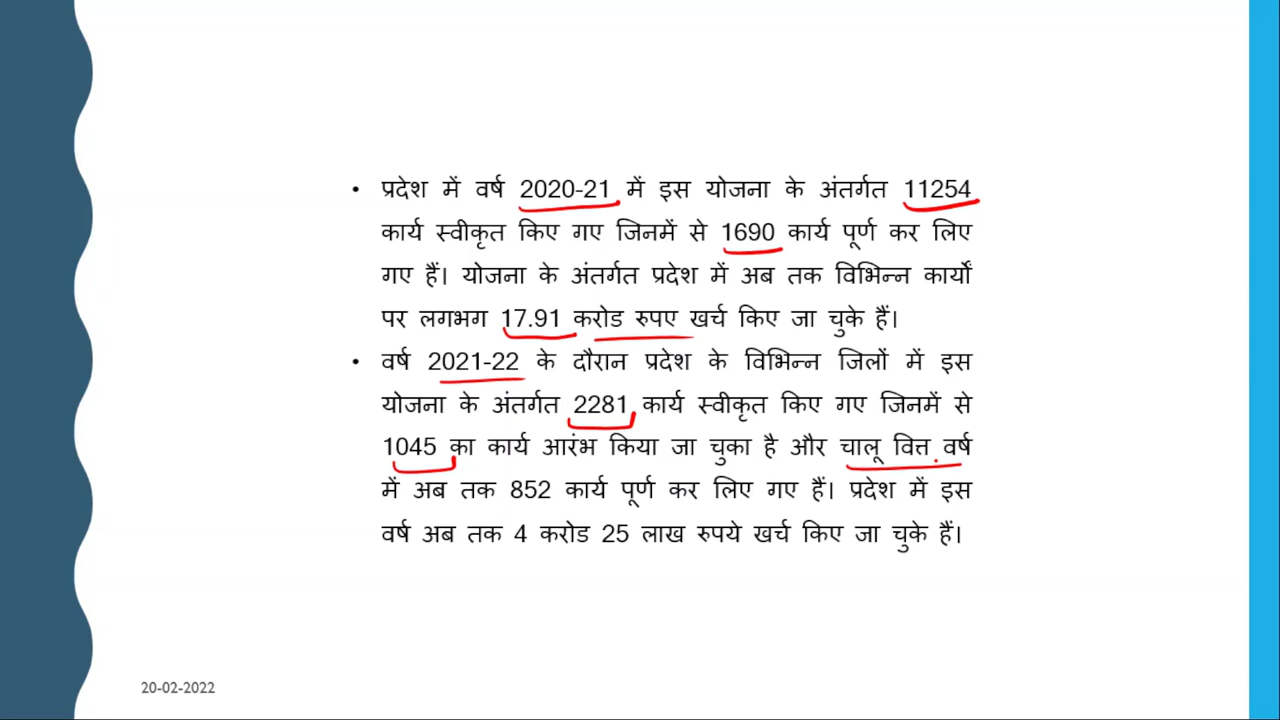 • प्रदेश में वर्ष 2020-21 में इस योजना के अंतर्गत 11254
कार्य स्वीकृत किए गए जिनमें से 1690 कार्य पूर्ण कर लिए
गए हैं। योजना के अंतर्गत प्रदेश में अब तक विभिन्न कार्यों
पर लगभग 17.91 करोड रुपए खर्च किए जा चुके हैं।
• वर्ष 2021-22 के दौरान प्रदेश के विभिन्न जिलों में इस
योजना के अंतर्गत 2281 कार्य स्वीकृत किए गए जिनमें से
1045 का कार्य आरंभ किया जा चुका है और चालू वित्त वर्ष
में अब तक 852 कार्य पूर्ण कर लिए गए हैं। प्रदेश में इस
वर्ष अब तक 4 करोड 25 लाख रुपये खर्च किए जा चुके हैं।
20-02-2022